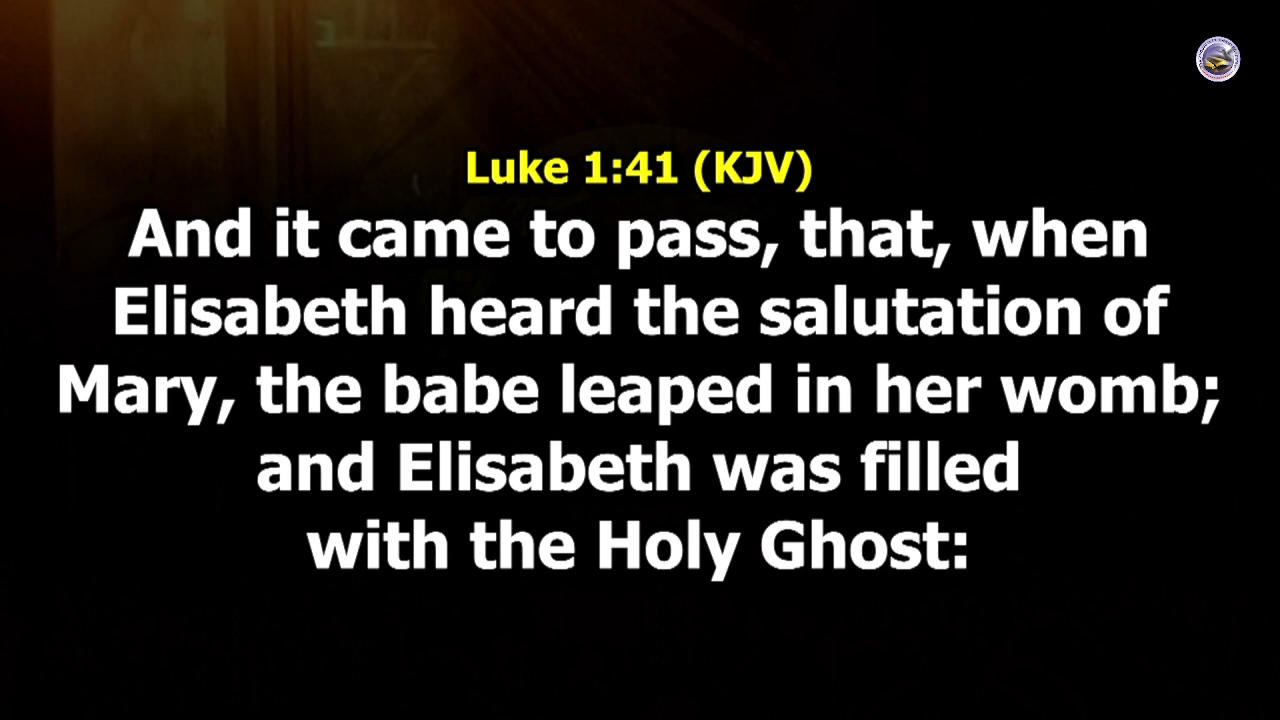 Luke 1:41 (KJV)
And it came to pass, that, when
Elisabeth heard the salutation of
Mary, the babe leaped in her womb;
and Elisabeth was filled
with the Holy Ghost: